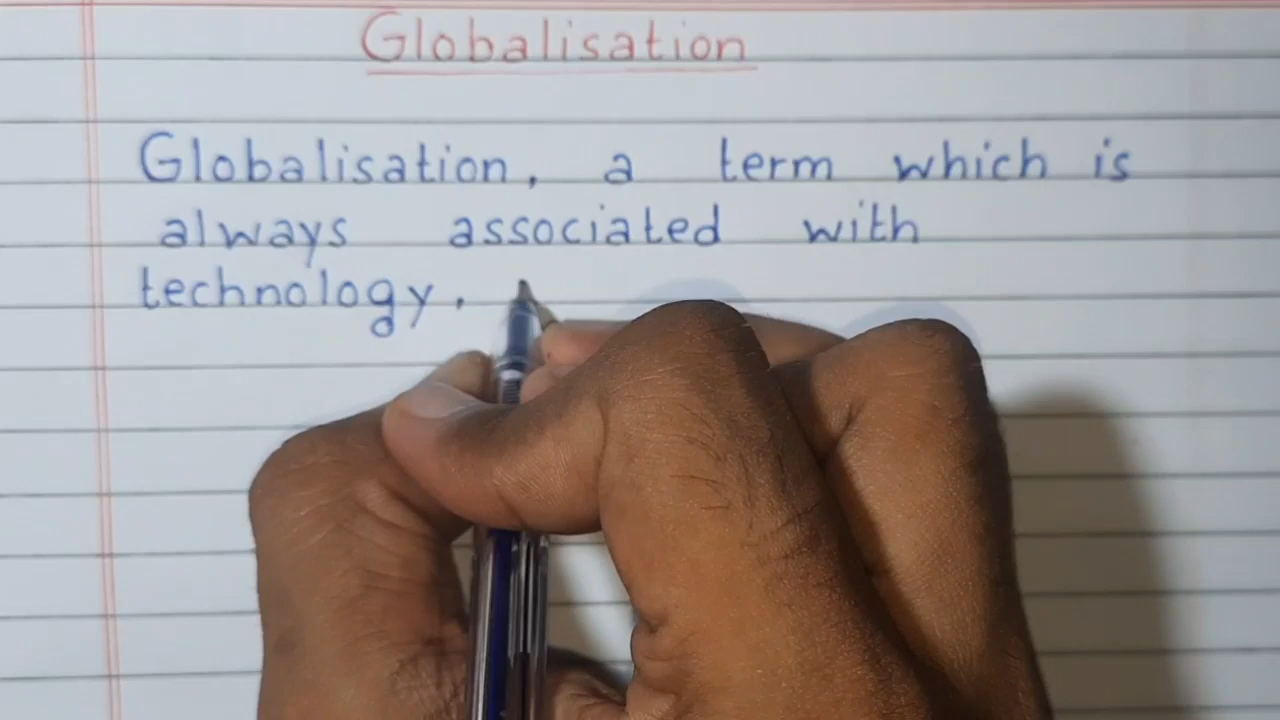 Globalisation
Globalisation, a term which is
always associated with
technology.